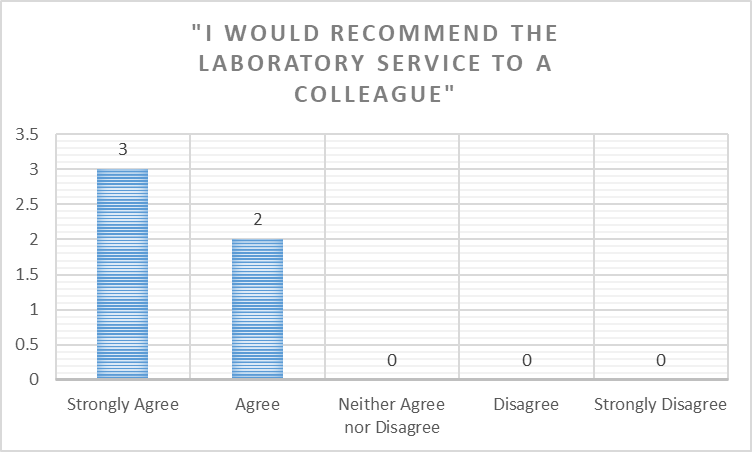 "I WOULD RECOMMEND THE
LABORATORY SERVICE TO A
COLLEAGUE"
3.5
3
2.5
2
1.5
1
0.5
0
3
2
0
0
0
Strongly Agree
Agree
Neither Agree
nor Disagree
Disagree
Strongly Disagree